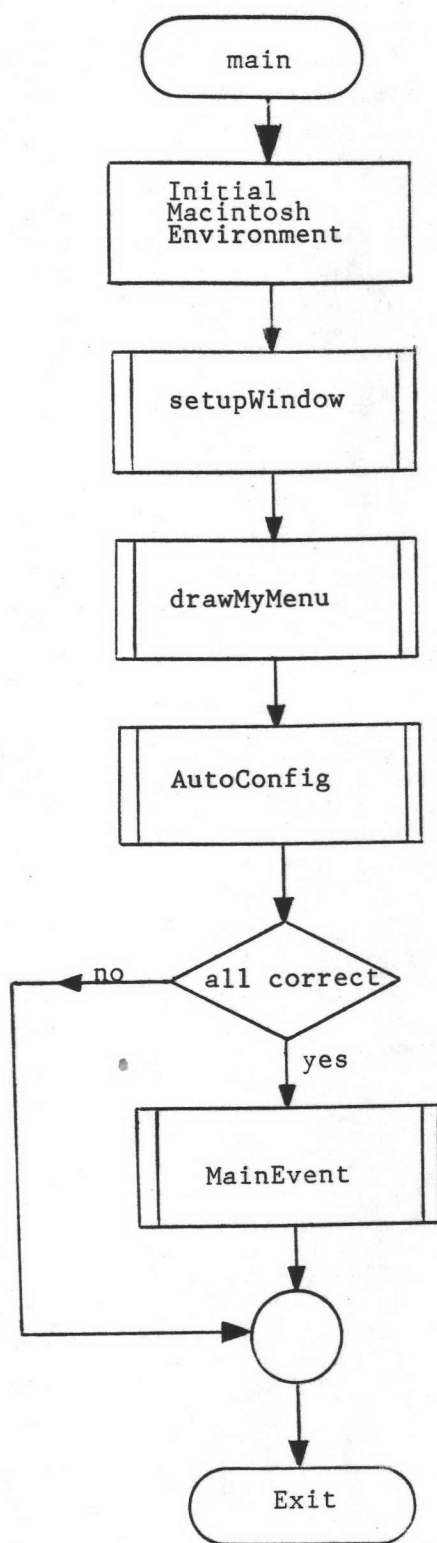 main
Initial
Macintosh
Environment
setupWindow
drawMyMenu
AutoConfig
all correct
no
yes
MainEvent
Exit